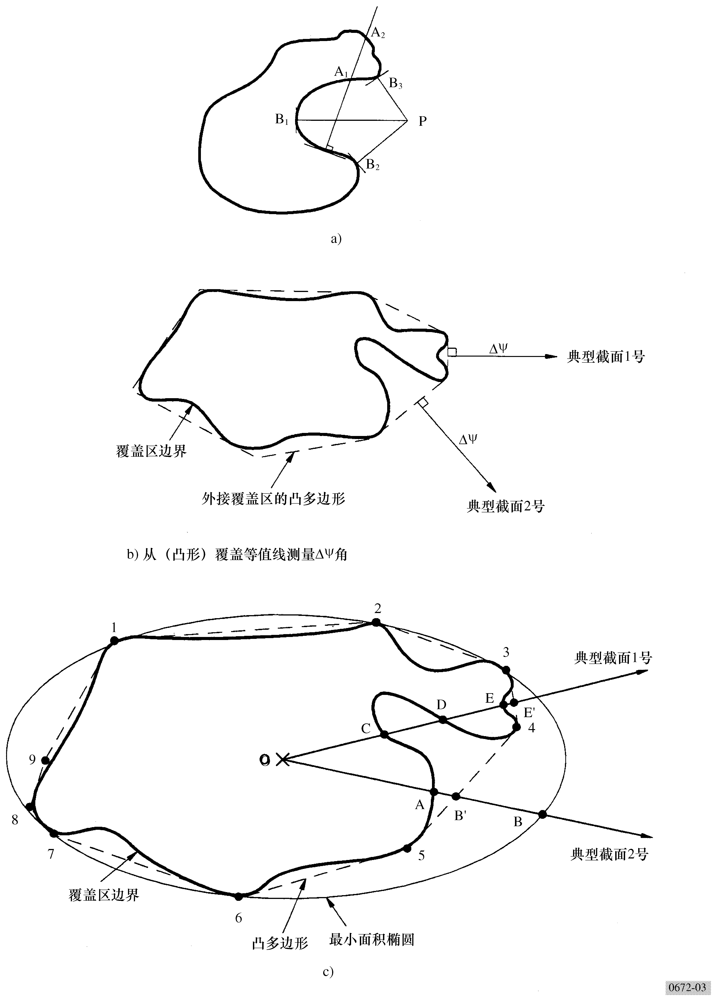 A₂
A₁
B₃
B₁
P
B₂
a)
Δψ
典型截面1号
Δψ
覆盖区边界
外接覆盖区的凸多边形
典型截面2号
b) 从（凸形）覆盖等值线测量Δψ角
2
1
3
典型截面1号
E
D
E'
C
4
9
O
A
B'
B
8
7
5
典型截面2号
覆盖区边界
6
凸多边形
最小面积椭圆
c)
0672-03